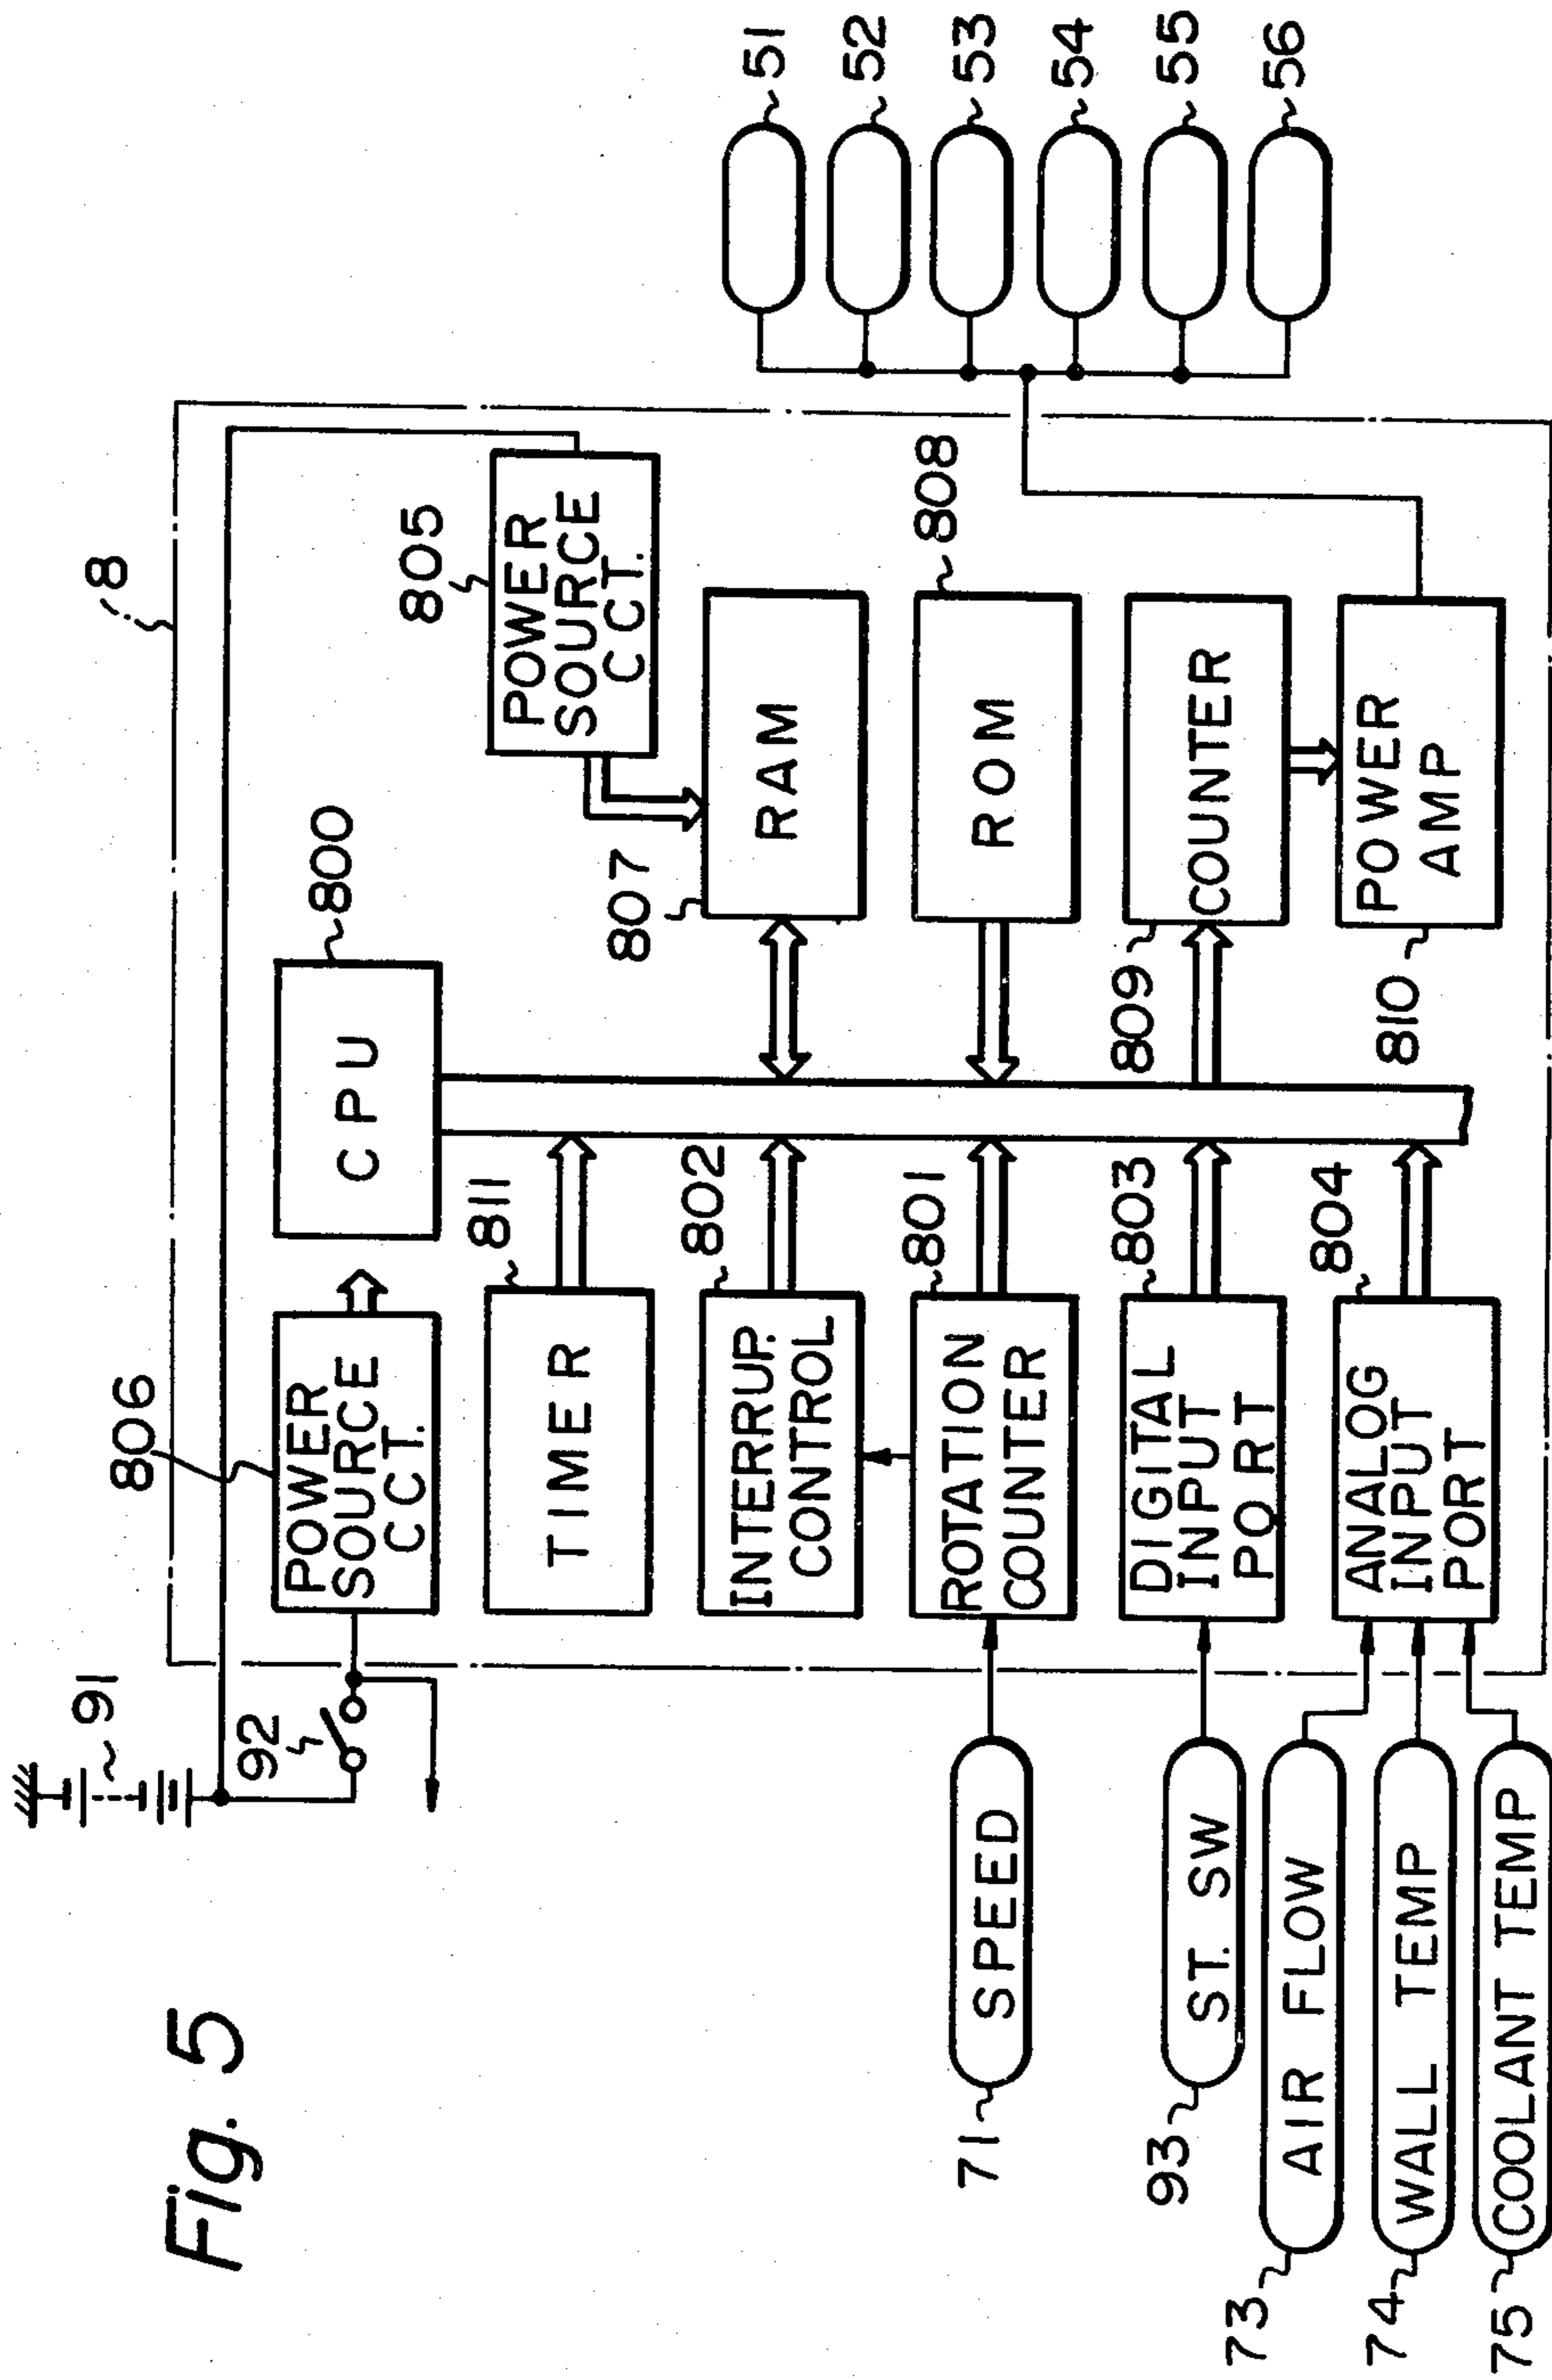 Fig. 5
8
91
92
806
POWER
SOURCE
C.CT.
CPU
800
805
POWER
SOURCE
C.CT.
TIMER
811
INTERRUP.
CONTROL
802
807
RAM
71
SPEED
ROTATION
COUNTER
801
ROM
808
93
ST. SW
DIGITAL
INPUT
PORT
803
809
COUNTER
73
AIR FLOW
74
WALL TEMP
75
COOLANT TEMP
ANALOG
INPUT
PORT
804
810
POWER
AMP
51
52
53
54
55
56